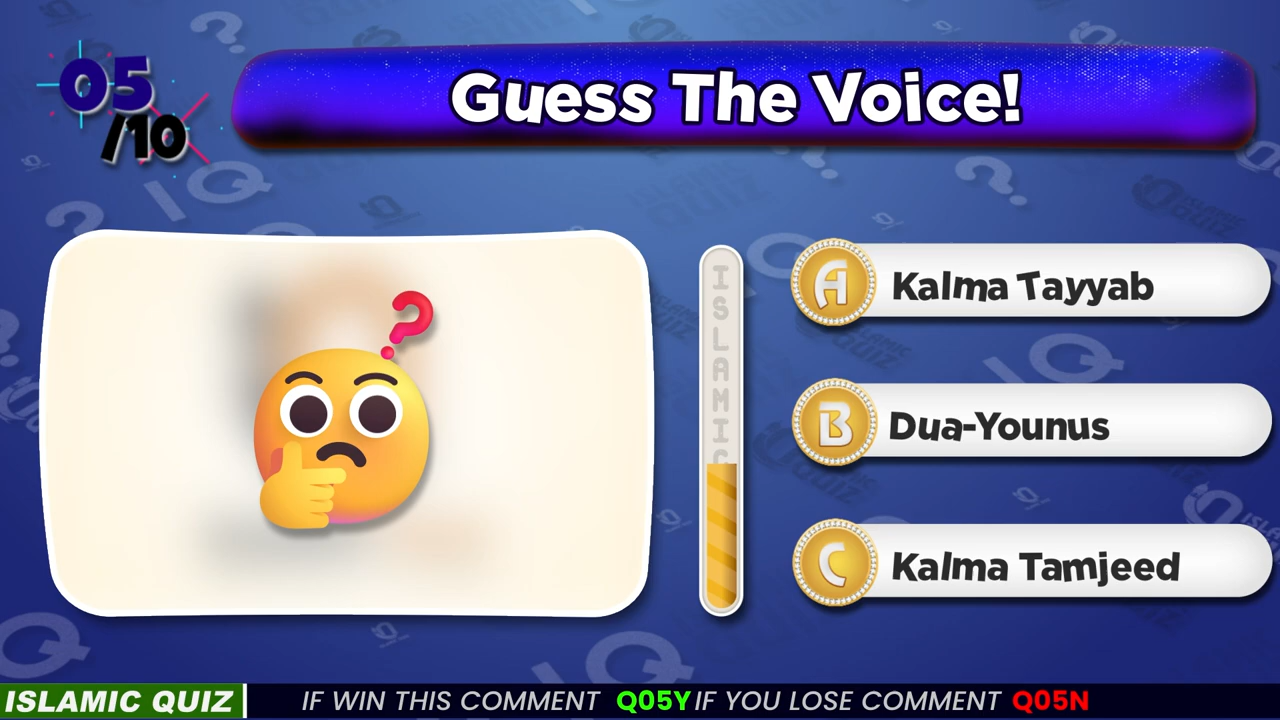 05
/10
Guess The Voice!
ISLAMIC
A Kalma Tayyab
B Dua-Younus
C Kalma Tamjeed
ISLAMIC QUIZ
IF WIN THIS COMMENT Q05Y IF YOU LOSE COMMENT Q05N